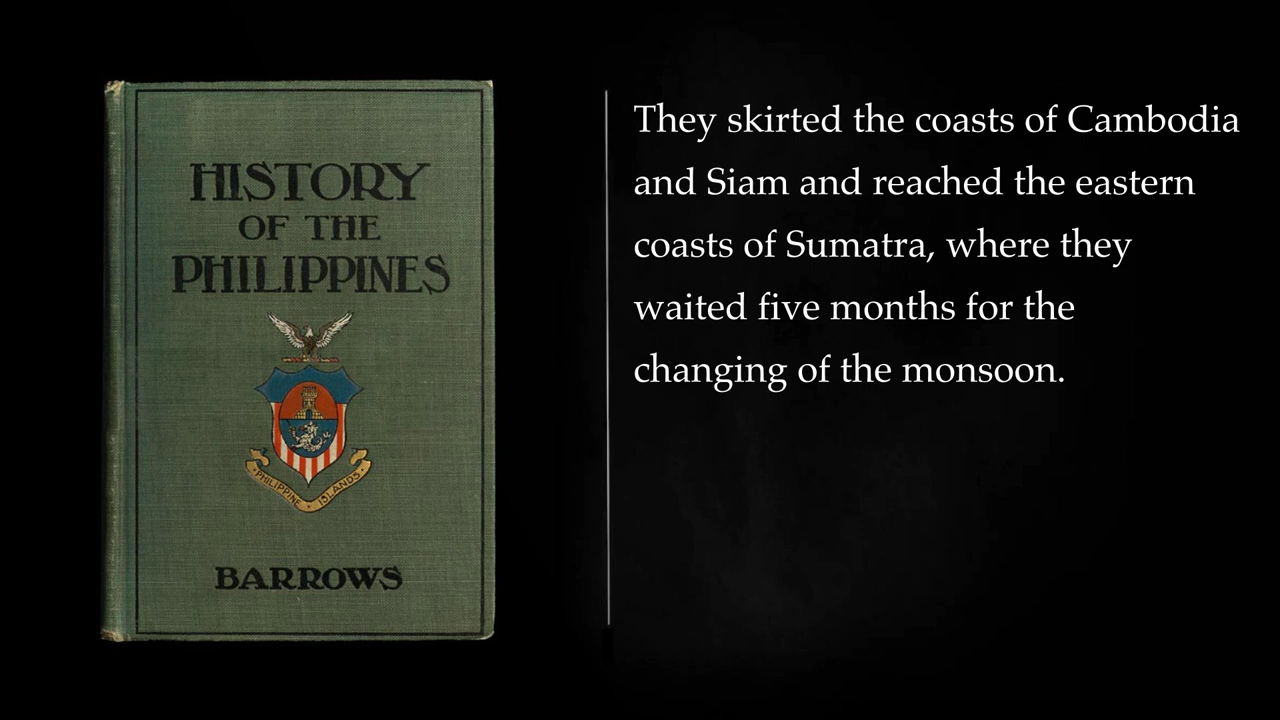 HISTORY
OF THE
PHILIPPINES
PHILIPPINE ISLANDS
BARROWS
They skirted the coasts of Cambodia
and Siam and reached the eastern
coasts of Sumatra, where they
waited five months for the
changing of the monsoon.